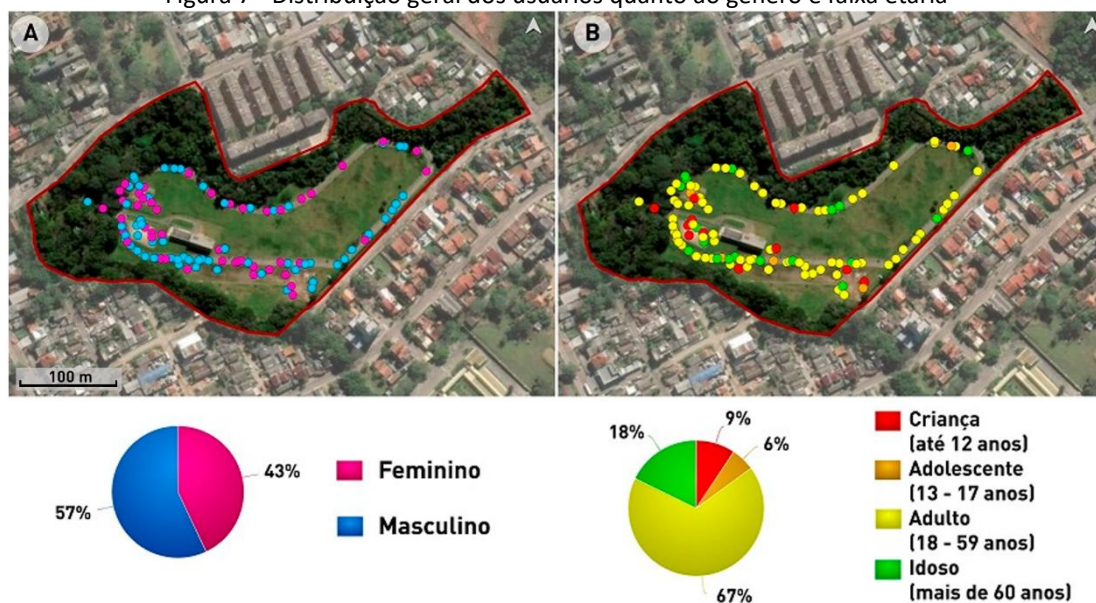 Figura 7 - Distribuição geral dos usuários quanto ao gênero e faixa etária
A
B
100 m
43%
57%
Feminino
Masculino
9%
6%
18%
67%
Criança
(até 12 anos)
Adolescente
(13 - 17 anos)
Adulto
(18 - 59 anos)
Idoso
(mais de 60 anos)